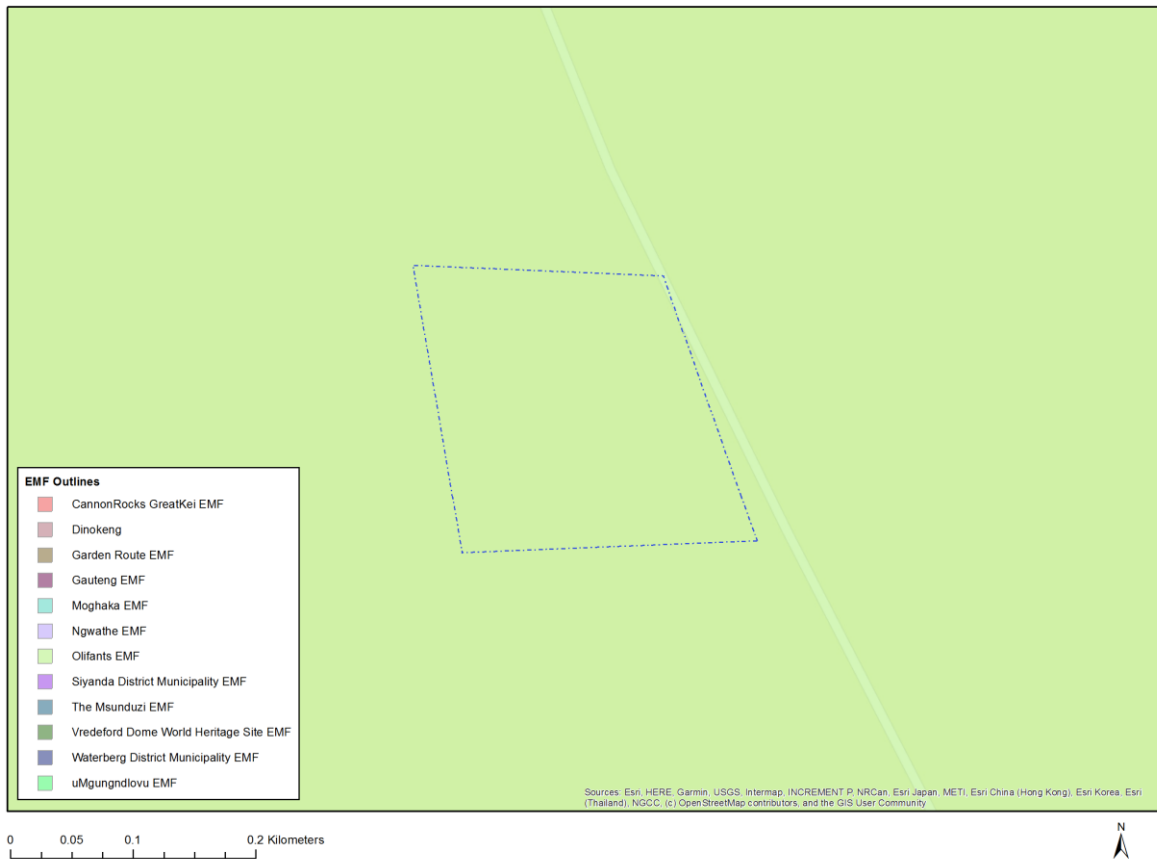 EMF Outlines
CannonRocks GreatKei EMF
Dinokeng
Garden Route EMF
Gauteng EMF
Moghaka EMF
Ngwathe EMF
Olifants EMF
Siyanda District Municipality EMF
The Msunduzi EMF
Vredeford Dome World Heritage Site EMF
Waterberg District Municipality EMF
uMgungndlovu EMF
Sources: Esri, HERE, Garmin, USGS, Intermap, INCREMENT P, NRCan, Esri Japan, METI, Esri China (Hong Kong), Esri Korea, Esri
(Thailand), NGCC, (c) OpenStreetMap contributors, and the GIS User Community
0 0.05 0.1 0.2 Kilometers
N